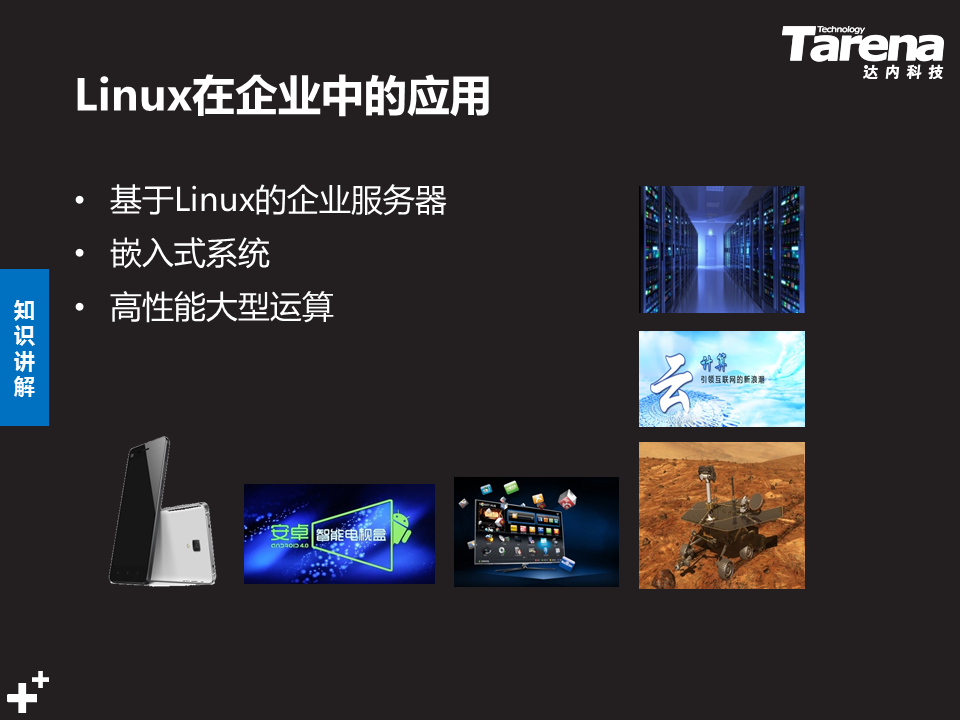 Technology
Tarena
达内科技
Linux在企业中的应用
• 基于Linux的企业服务器
• 嵌入式系统
• 高性能大型运算
知识讲解
云计算
引领互联网的新浪潮
安卓智能电视盒
ANDROID 4.0